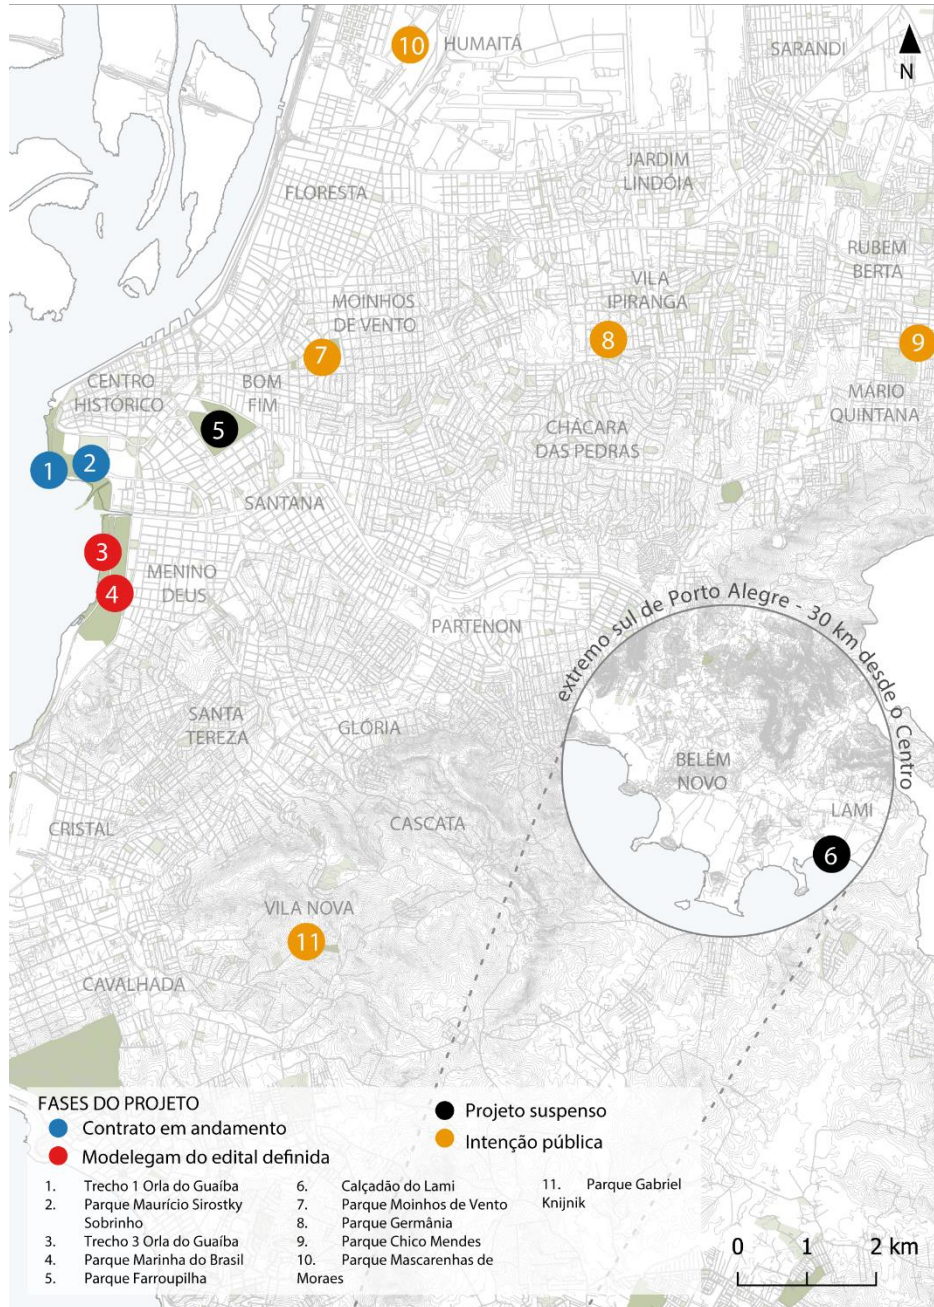 10
HUMAITÁ
SARANDI
N
JARDIM
LINDÓIA
FLORESTA
RUBEM
BERTA
VILA
IPIRANGA
MOINHOS
DE VENTO
7
8
9
CENTRO
HISTÓRICO
BOM
FIM
MARIO
QUINTANA
5
CHÁCARA
DAS PEDRAS
1
2
SANTANA
3
MENINO
DEUS
4
PARTENON
extremo sul de Porto Alegre - 30 km desde o Centro
SANTA
TEREZA
GLÓRIA
BELÉM
NOVO
LAMI
CASCATA
CRISTAL
6
VILA NOVA
11
CAVALHADA
FASES DO PROJETO
Contrato em andamento
Modelegam do edital definida
Projeto suspenso
Intenção pública
1. Trecho 1 Orla do Guaíba
2. Parque Maurício Sirostky
Sobrinho
3. Trecho 3 Orla do Guaíba
4. Parque Marinha do Brasil
5. Parque Farroupilha
6. Calçadão do Lami
7. Parque Moinhos de Vento
8. Parque Germânia
9. Parque Chico Mendes
10. Parque Mascarenhas de
Moraes
11. Parque Gabriel
Knijnik
0 1 2 km